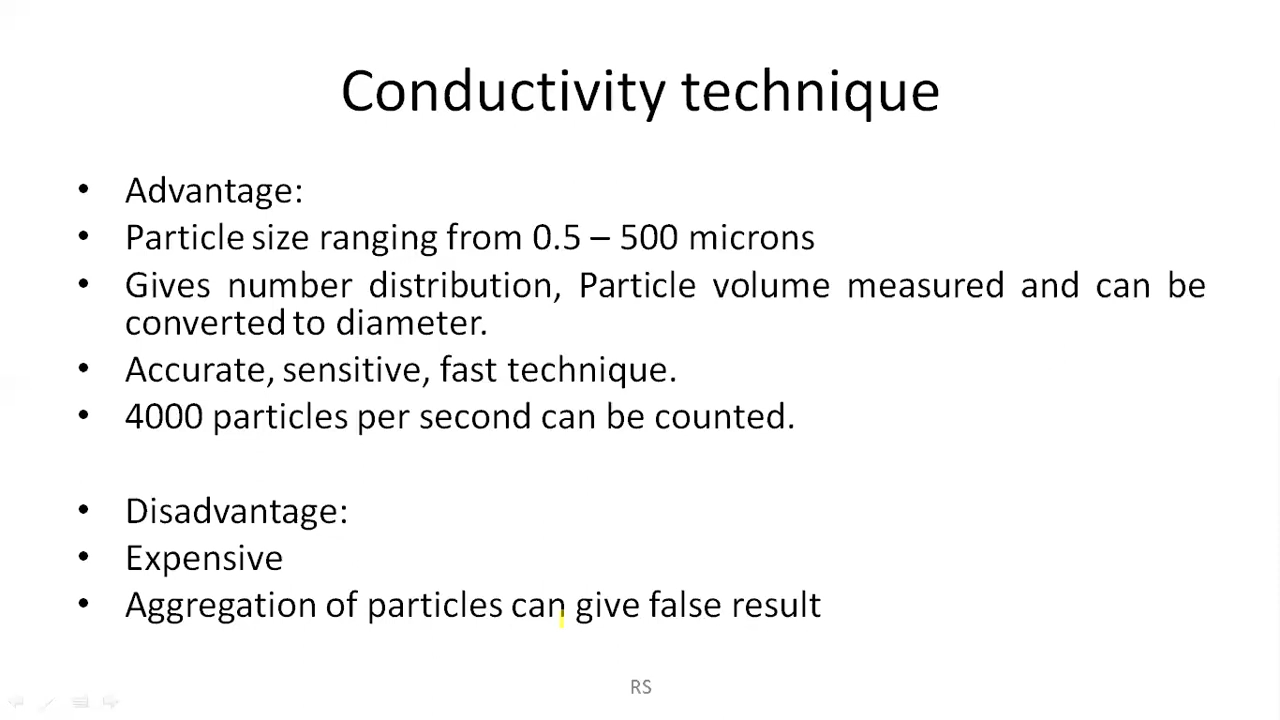 Conductivity technique
• Advantage:
• Particle size ranging from 0.5 – 500 microns
• Gives number distribution, Particle volume measured and can be
converted to diameter.
• Accurate, sensitive, fast technique.
• 4000 particles per second can be counted.
• Disadvantage:
• Expensive
• Aggregation of particles can give false result
RS